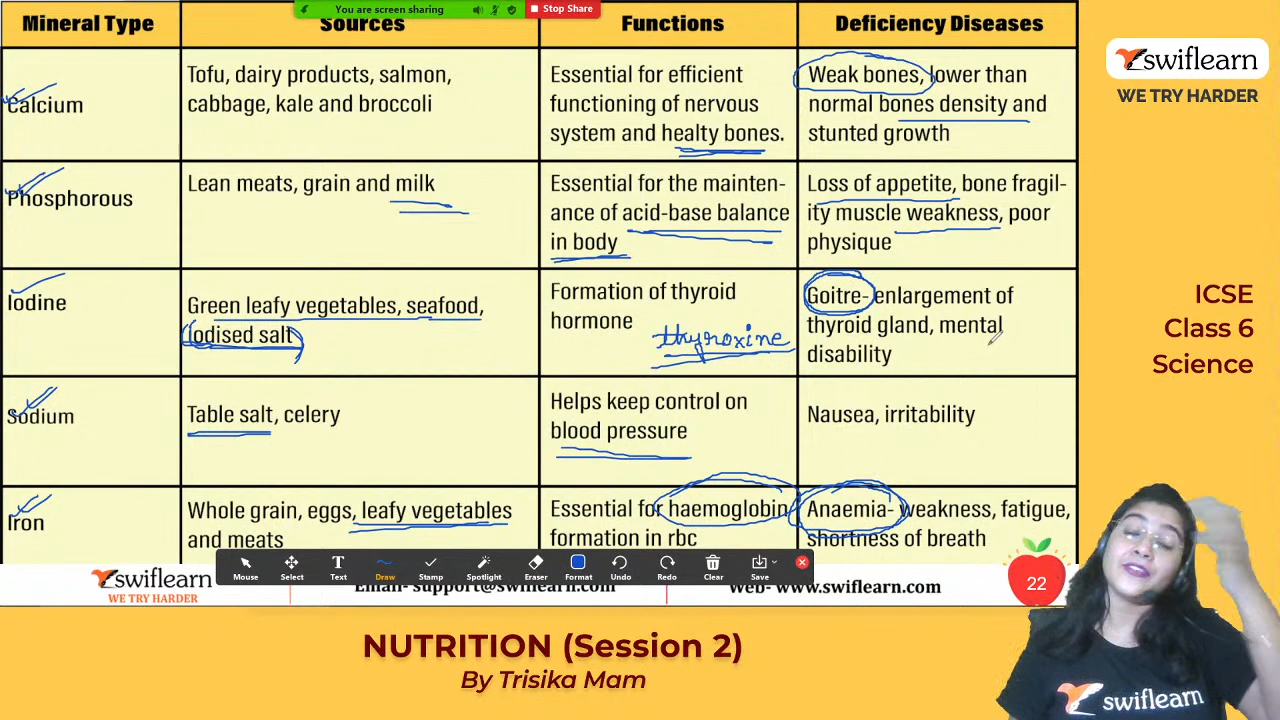 You are screen sharing
Stop Share
Mineral Type
Sources
Functions
Deficiency Diseases
Calcium
Tofu, dairy products, salmon,
cabbage, kale and broccoli
Essential for efficient
functioning of nervous
system and healty bones.
Weak bones, lower than
normal bones density and
stunted growth
Phosphorous
Lean meats, grain and milk
Essential for the mainten-
ance of acid-base balance
in body
Loss of appetite, bone fragil-
ity muscle weakness, poor
physique
Iodine
Green leafy vegetables, seafood,
iodised salt
Formation of thyroid
hormone
thyroxine
Goitre- enlargement of
thyroid gland, mental
disability
Sodium
Table salt, celery
Helps keep control on
blood pressure
Nausea, irritability
Iron
Whole grain, eggs, leafy vegetables
and meats
Essential for haemoglobin
formation in rbc
Anaemia- weakness, fatigue,
shortness of breath
Mouse
Select
Text
Draw
Stamp
Spotlight
Eraser
Format
Undo
Redo
Clear
Save
swiflearn
WE TRY HARDER
Email- support@swiflearn.com
Web- www.swiflearn.com
22
swiflearn
WE TRY HARDER
ICSE
Class 6
Science
swiflearn
NUTRITION (Session 2)
By Trisika Mam